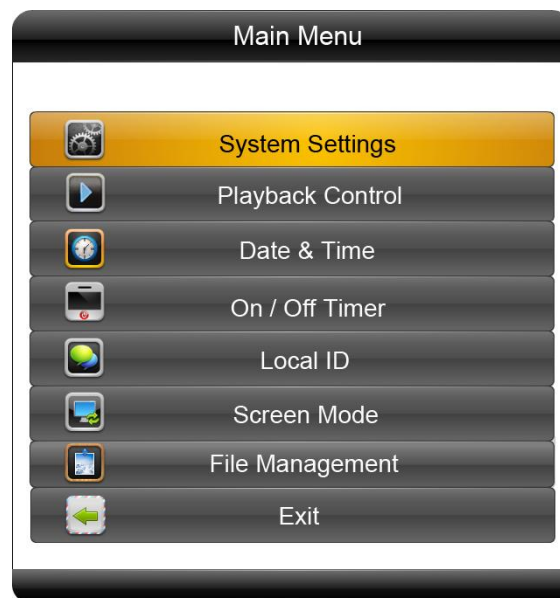 Main Menu
System Settings
Playback Control
Date & Time
On / Off Timer
Local ID
Screen Mode
File Management
Exit